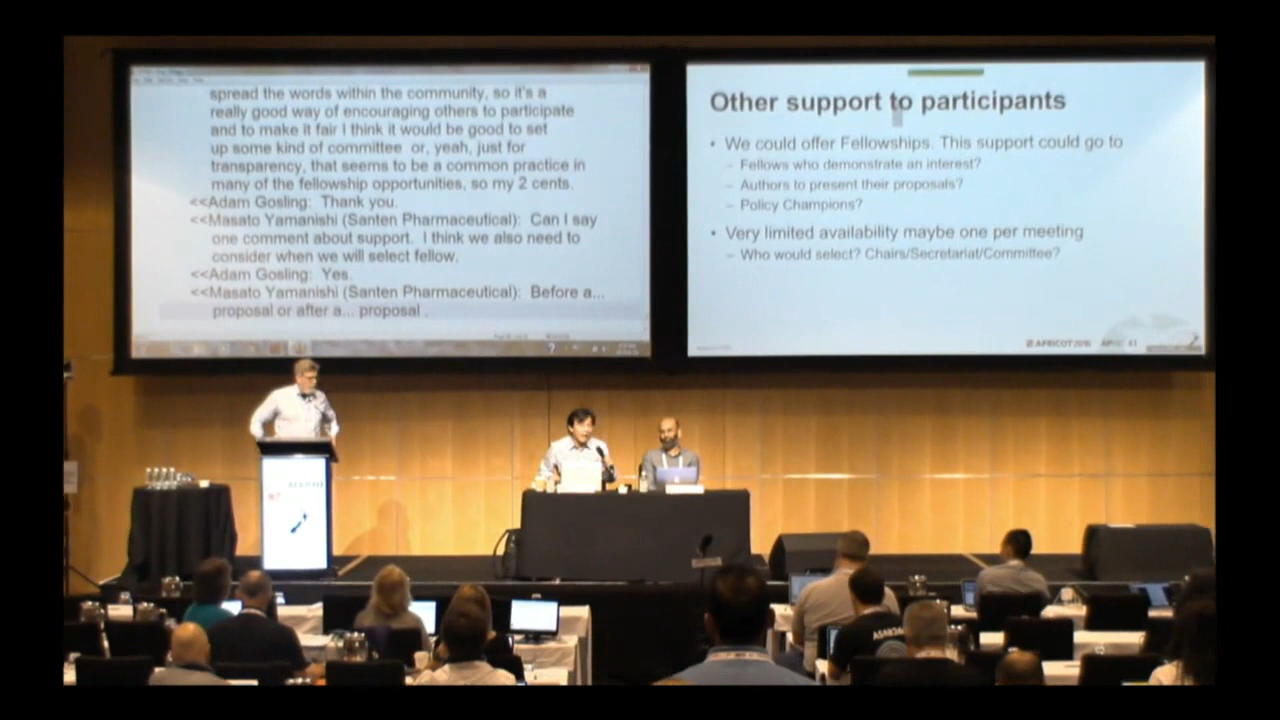 spread the words within the community, so it's a
really good way of encouraging others to participate
and to make it fair I think it would be good to set
up some kind of committee or, yeah, just for
transparency, that seems to be a common practice in
many of the fellowship opportunities, so my 2 cents.
<<Adam Gosling: Thank you.
<<Masato Yamanishi (Santen Pharmaceutical): Can I say
one comment about support. I think we also need to
consider when we will select fellow.
<<Adam Gosling: Yes.
<<Masato Yamanishi (Santen Pharmaceutical): Before a...
proposal or after a... proposal .
Other support to participants
• We could offer Fellowships. This support could go to
– Fellows who demonstrate an interest?
– Authors to present their proposals?
– Policy Champions?
• Very limited availability maybe one per meeting
– Who would select? Chairs/Secretariat/Committee?
APRICOT2016